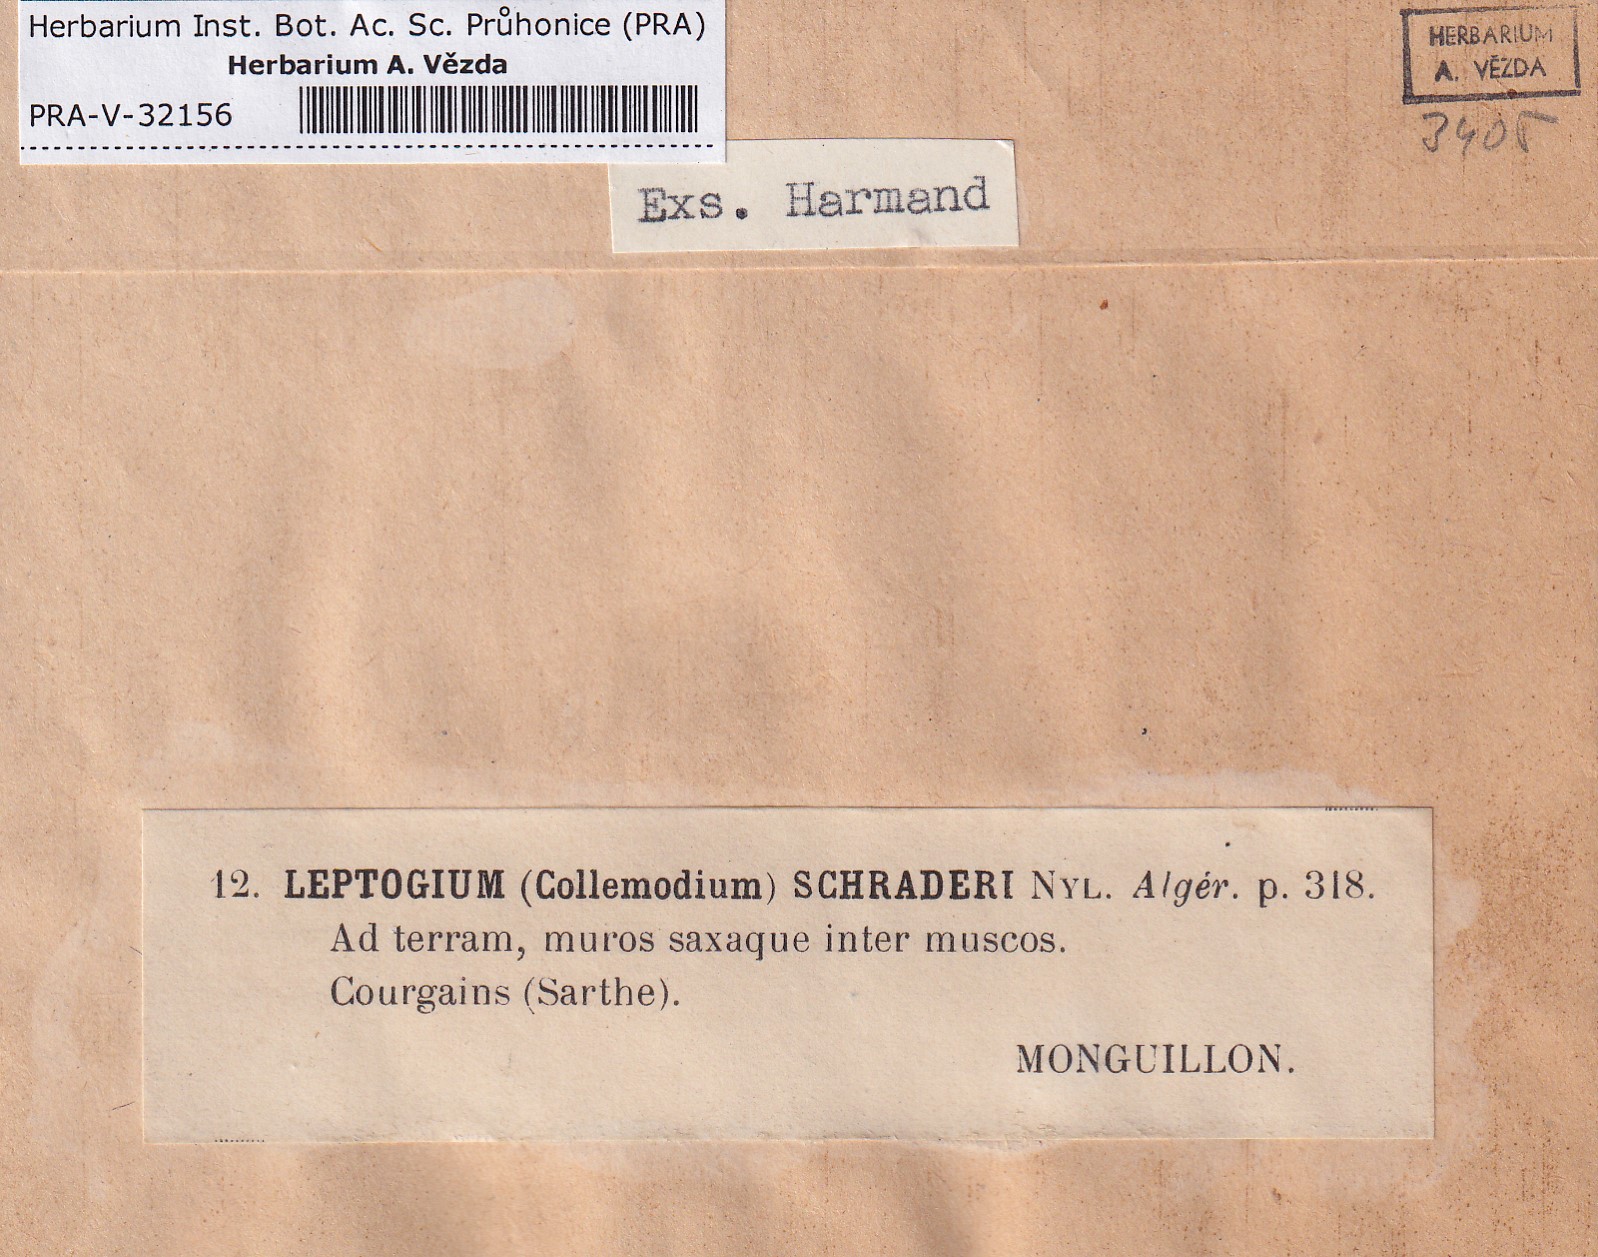 Herbarium Inst. Bot. Ac. Sc. Průhonice (PRA)
Herbarium A. Vězda
PRA-V-32156
HERBARIUM
A. VĚZDA
3405
Exs. Harmand
12. LEPTOGIUM (Collemodium) SCHRADERI NYL. Algér. p. 318.
Ad terram, muros saxaque inter muscos.
Courgains (Sarthe).
MONGUILLON.